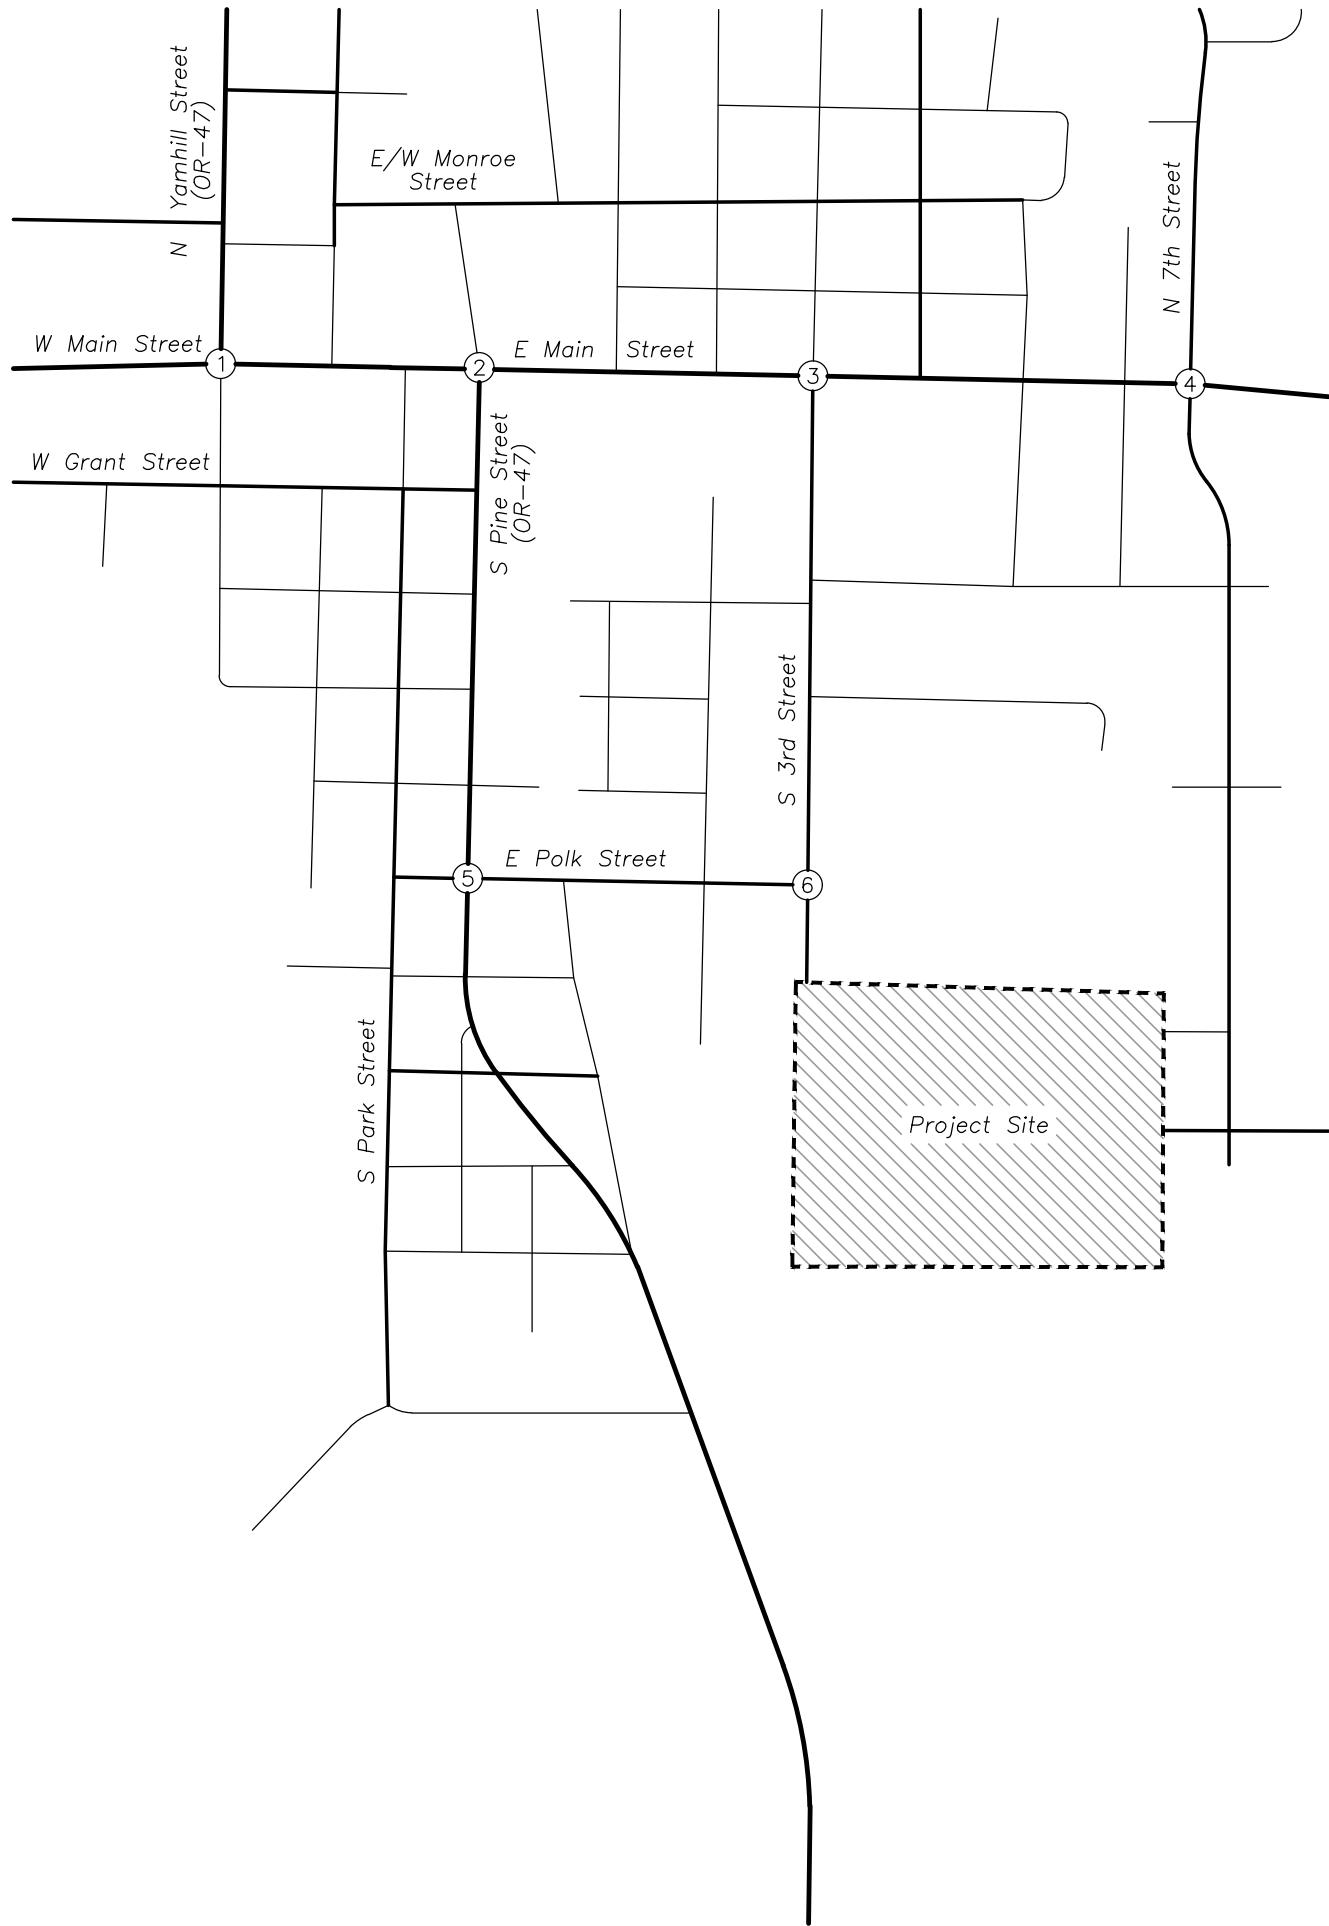 N Yamhill Street
(OR-47)
E/W Monroe
Street
N 7th Street
W Main Street
1
2
E Main Street
3
4
W Grant Street
S Pine Street
(OR-47)
S 3rd Street
5
E Polk Street
6
S Park Street
Project Site